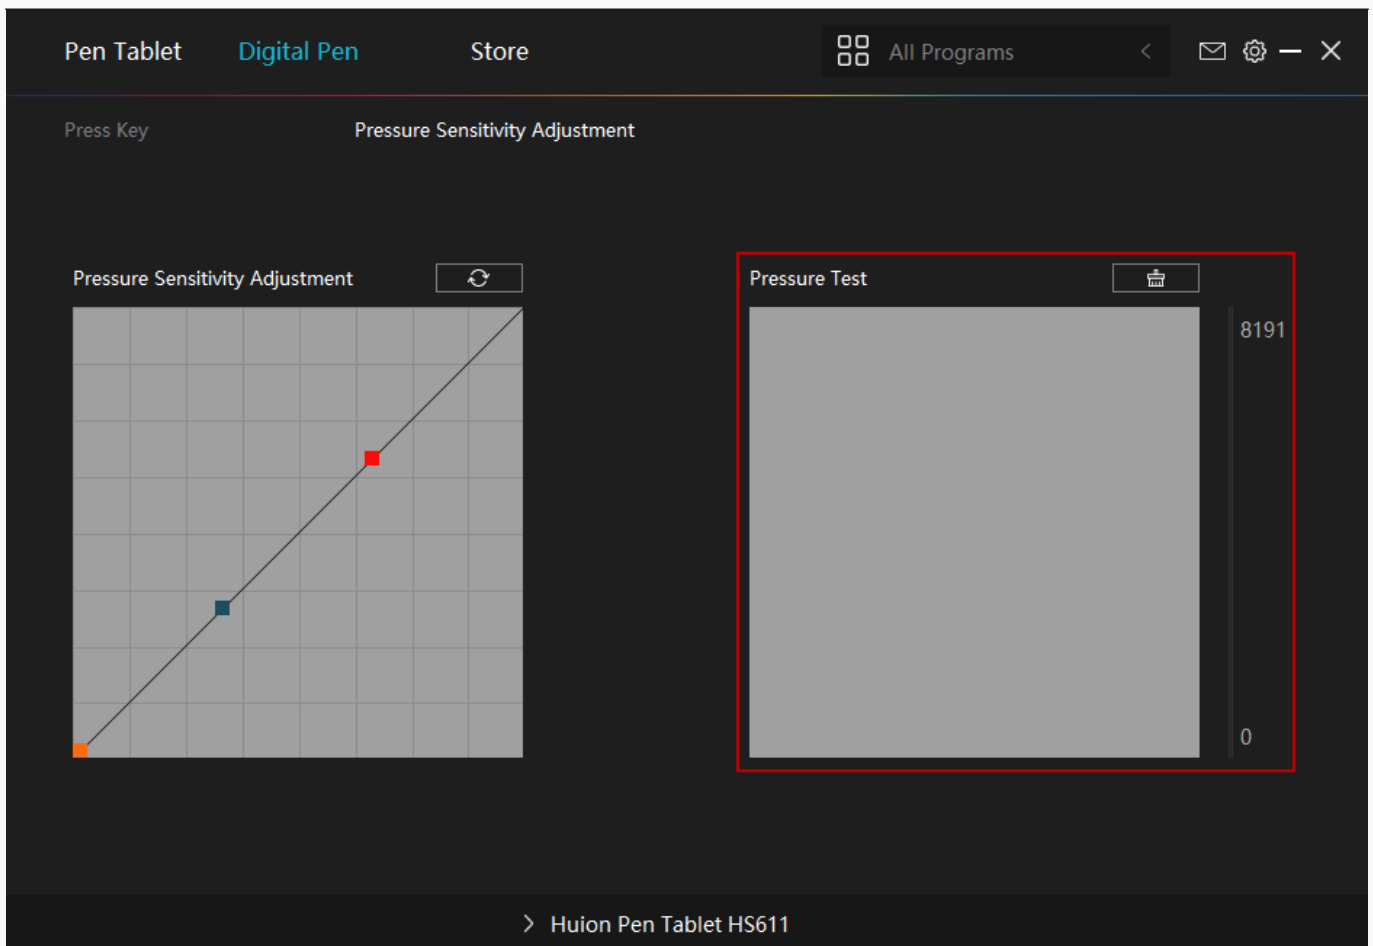 Pen Tablet Digital Pen Store All Programs
Press Key Pressure Sensitivity Adjustment
Pressure Sensitivity Adjustment
Pressure Test
8191
0
Huion Pen Tablet HS611